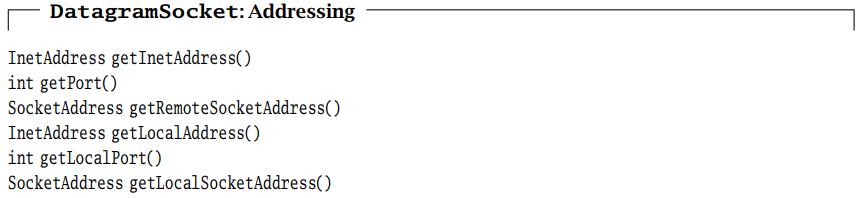 DatagramSocket: Addressing
InetAddress getInetAddress()
int getPort()
SocketAddress getRemoteSocketAddress()
InetAddress getLocalAddress()
int getLocalPort()
SocketAddress getLocalSocketAddress()